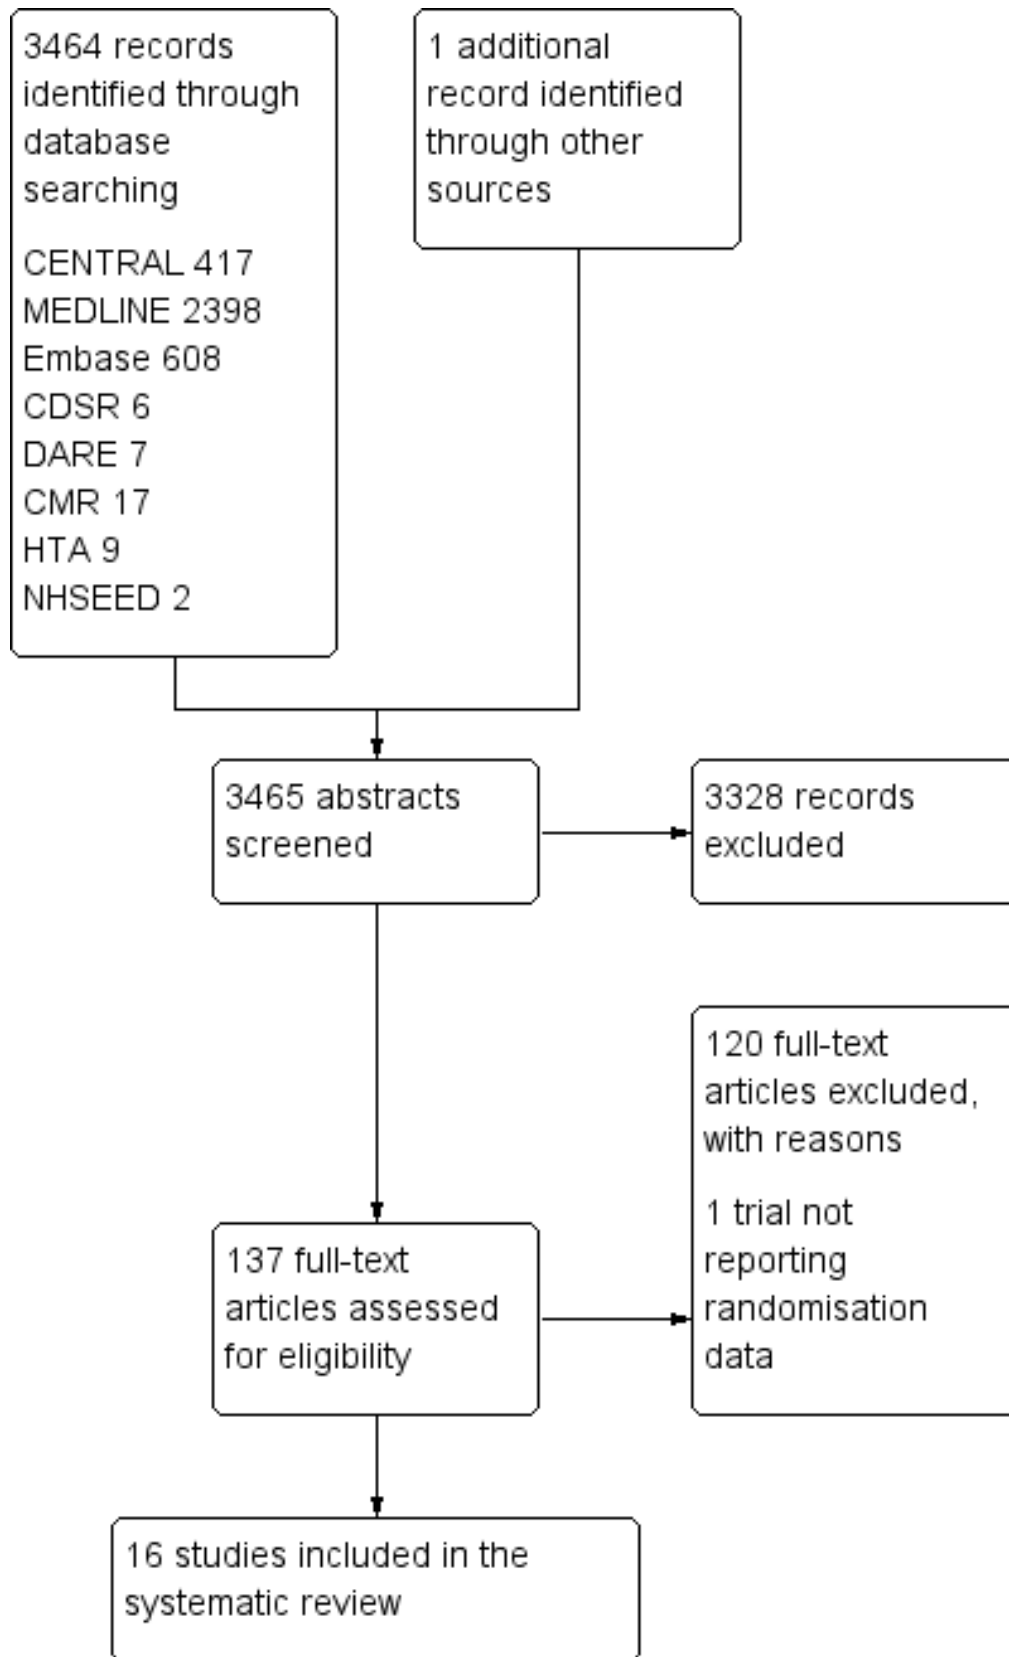 3464 records
identified through
database
searching
CENTRAL 417
MEDLINE 2398
Embase 608
CDSR 6
DARE 7
CMR 17
HTA 9
NHSEED 2
1 additional
record identified
through other
sources
3465 abstracts
screened
3328 records
excluded
137 full-text
articles assessed
for eligibility
120 full-text
articles excluded,
with reasons
1 trial not
reporting
randomisation
data
16 studies included in the
systematic review